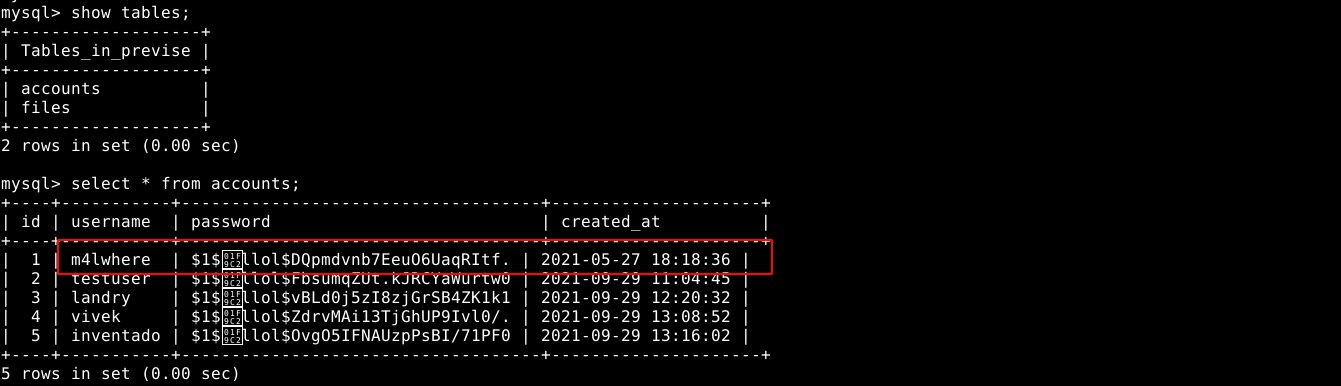 mysql> show tables;
+-------------------+
| Tables_in_previse |
+-------------------+
| accounts          |
| files             |
+-------------------+
2 rows in set (0.00 sec)

mysql> select * from accounts;
+----+-----------+------------------------------------+---------------------+
| id | username  | password                           | created_at          |
+----+-----------+------------------------------------+---------------------+
|  1 | m4lwhere  | $1$🧂llol$DQpmdvnb7EeuO6UaqRItf. | 2021-05-27 18:18:36 |
|  2 | testuser  | $1$🧂llol$FbsumqZUt.kJRCYaWurtw0 | 2021-09-29 11:04:45 |
|  3 | landry    | $1$🧂llol$vBLd0j5zI8zjGrSB4ZK1k1 | 2021-09-29 12:20:32 |
|  4 | vivek     | $1$🧂llol$ZdrvMAi13TjGhUP9Ivl0/. | 2021-09-29 13:08:52 |
|  5 | inventado | $1$🧂llol$OvgO5IFNAUzpPsBI/71PF0 | 2021-09-29 13:16:02 |
+----+-----------+------------------------------------+---------------------+
5 rows in set (0.00 sec)